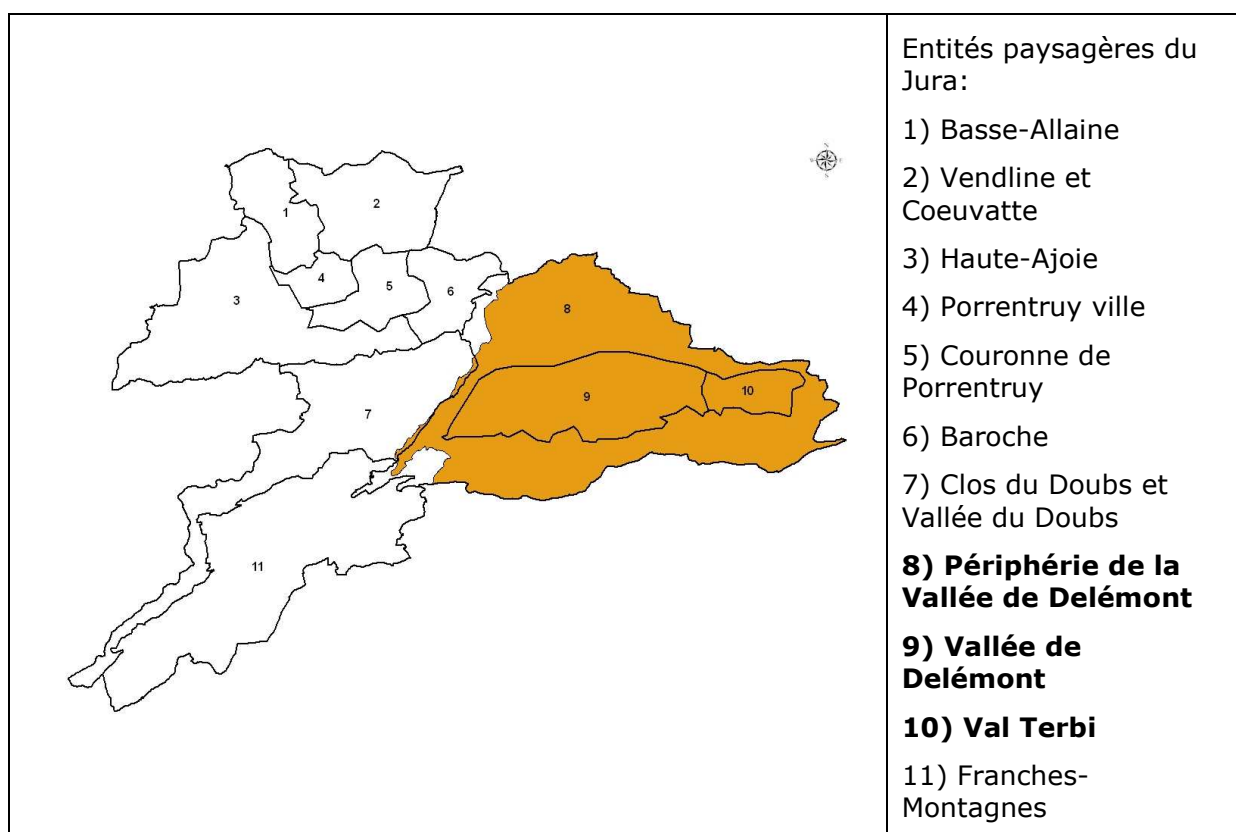 1
2
3
4
5
6
7
8
9
10
11
Entités paysagères du
Jura:
1) Basse-Allaine
2) Vendline et
Coeuvatte
3) Haute-Ajoie
4) Porrentruy ville
5) Couronne de
Porrentruy
6) Baroche
7) Clos du Doubs et
Vallée du Doubs
8) Périphérie de la
Vallée de Delémont
9) Vallée de
Delémont
10) Val Terbi
11) Franches-
Montagnes